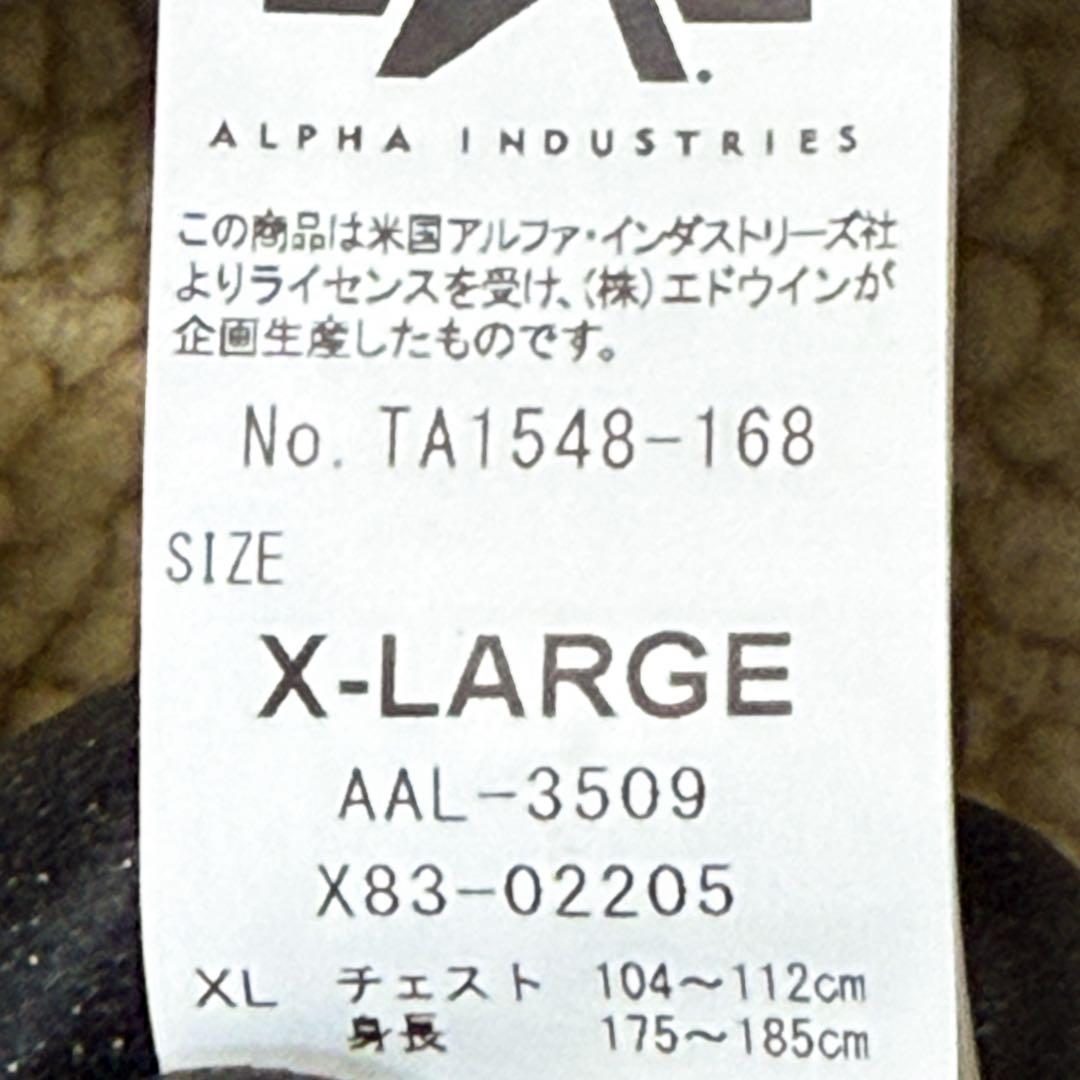 ALPHA INDUSTRIES
この商品は米国アルファ・インダストリーズ社
よりライセンスを受け、(株)エドウインが
企画生産したものです。
No. TA1548-168
SIZE
X-LARGE
AAL-3509
X83-02205
XL チェスト 104～112cm
身長 175～185cm